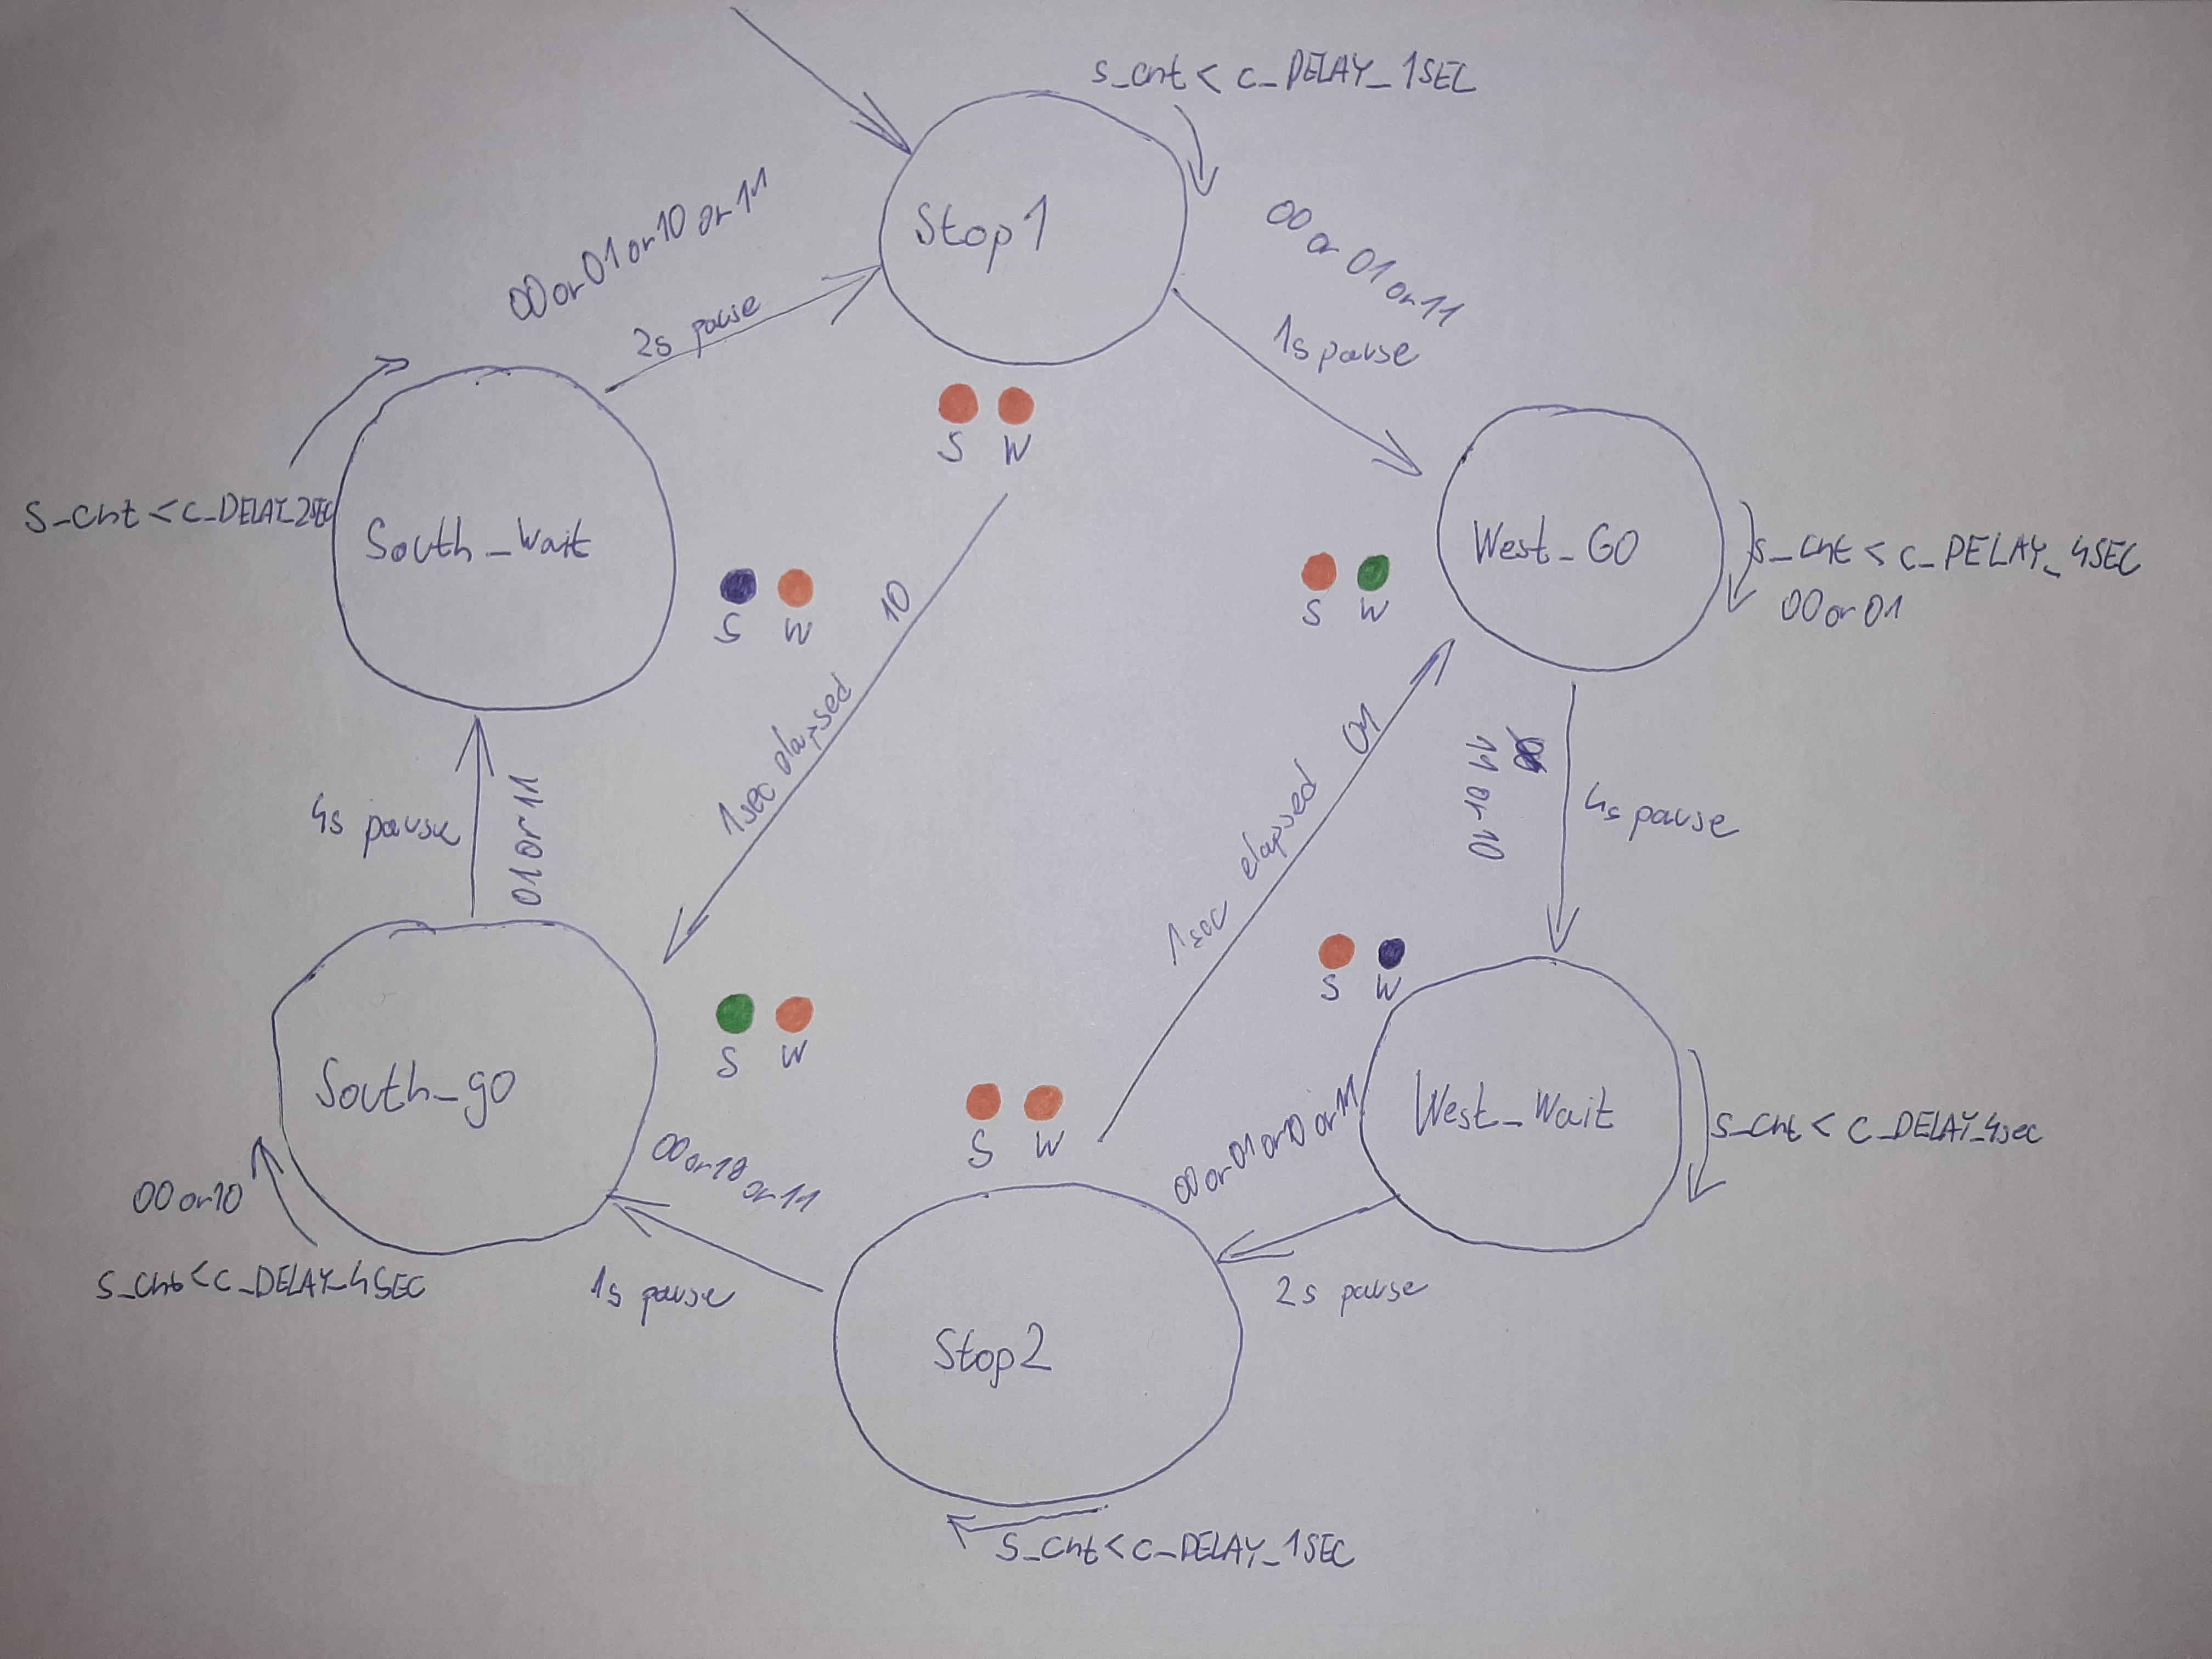 s_cnt < c_DELAY_1SEC
Stop1
00 or 01 or 10 or 11
2s pause
00 or 01 or 11
1s pause
S W
s_cnt < c_DELAY_2SEC
South_Wait
S W
10
1sec elapsed
S W
West_GO
s_cnt < c_DELAY_4SEC
00 or 01
4s pause
01 or 11
01
1sec elapsed
11 or 10
4s pause
S W
South_go
S W
S W
West_Wait
s_cnt < c_DELAY_4sec
00 or 10
s_cnt < c_DELAY_4SEC
00 or 10 or 11
1s pause
00 or 01 or 10 or 11
2s pause
Stop2
s_cnt < c_DELAY_1SEC